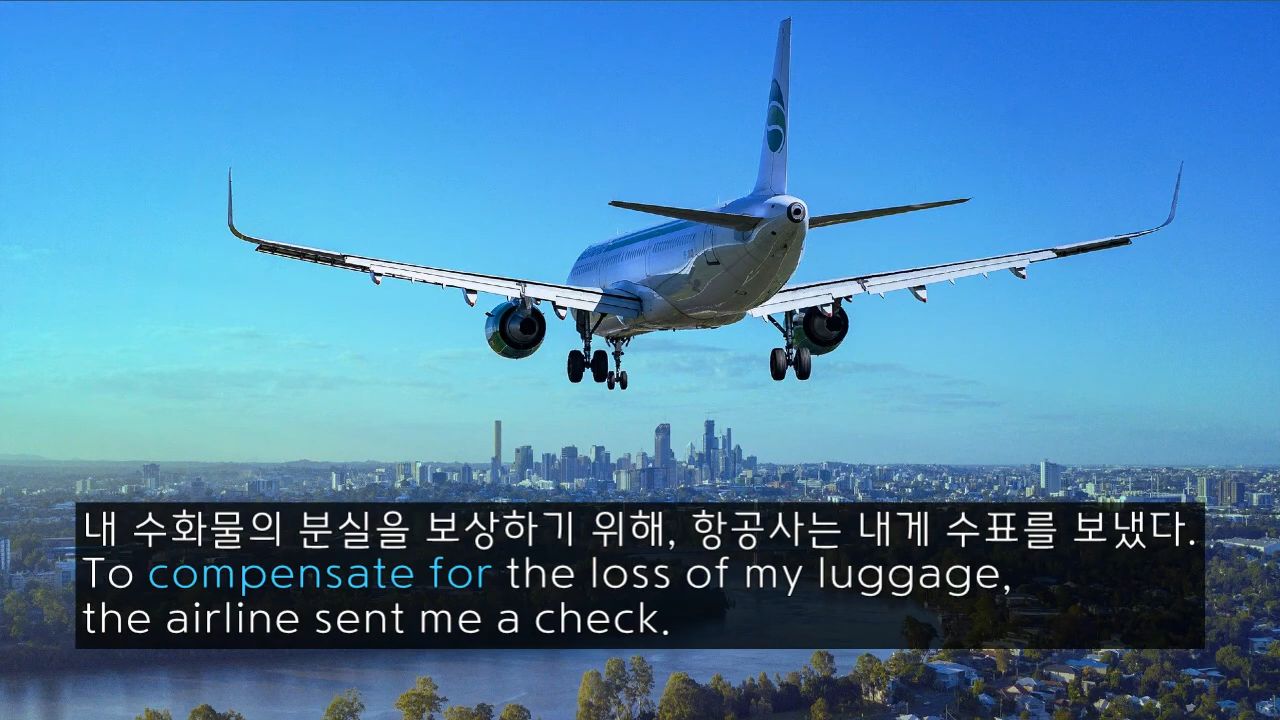 내 수화물의 분실을 보상하기 위해, 항공사는 내게 수표를 보냈다.
To compensate for the loss of my luggage,
the airline sent me a check.